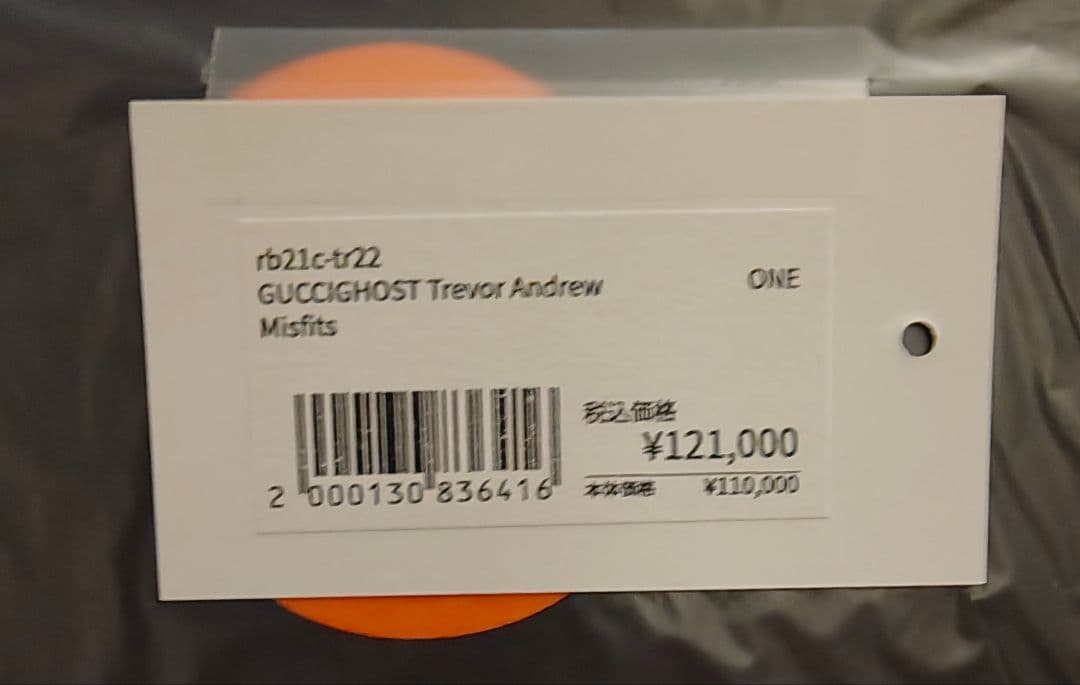 rb21c-tr22
GUCCIGHOST Trevor Andrew
Misfits
ONE
2 000130 836416
税込価格
¥121,000
本体価格 ¥110,000